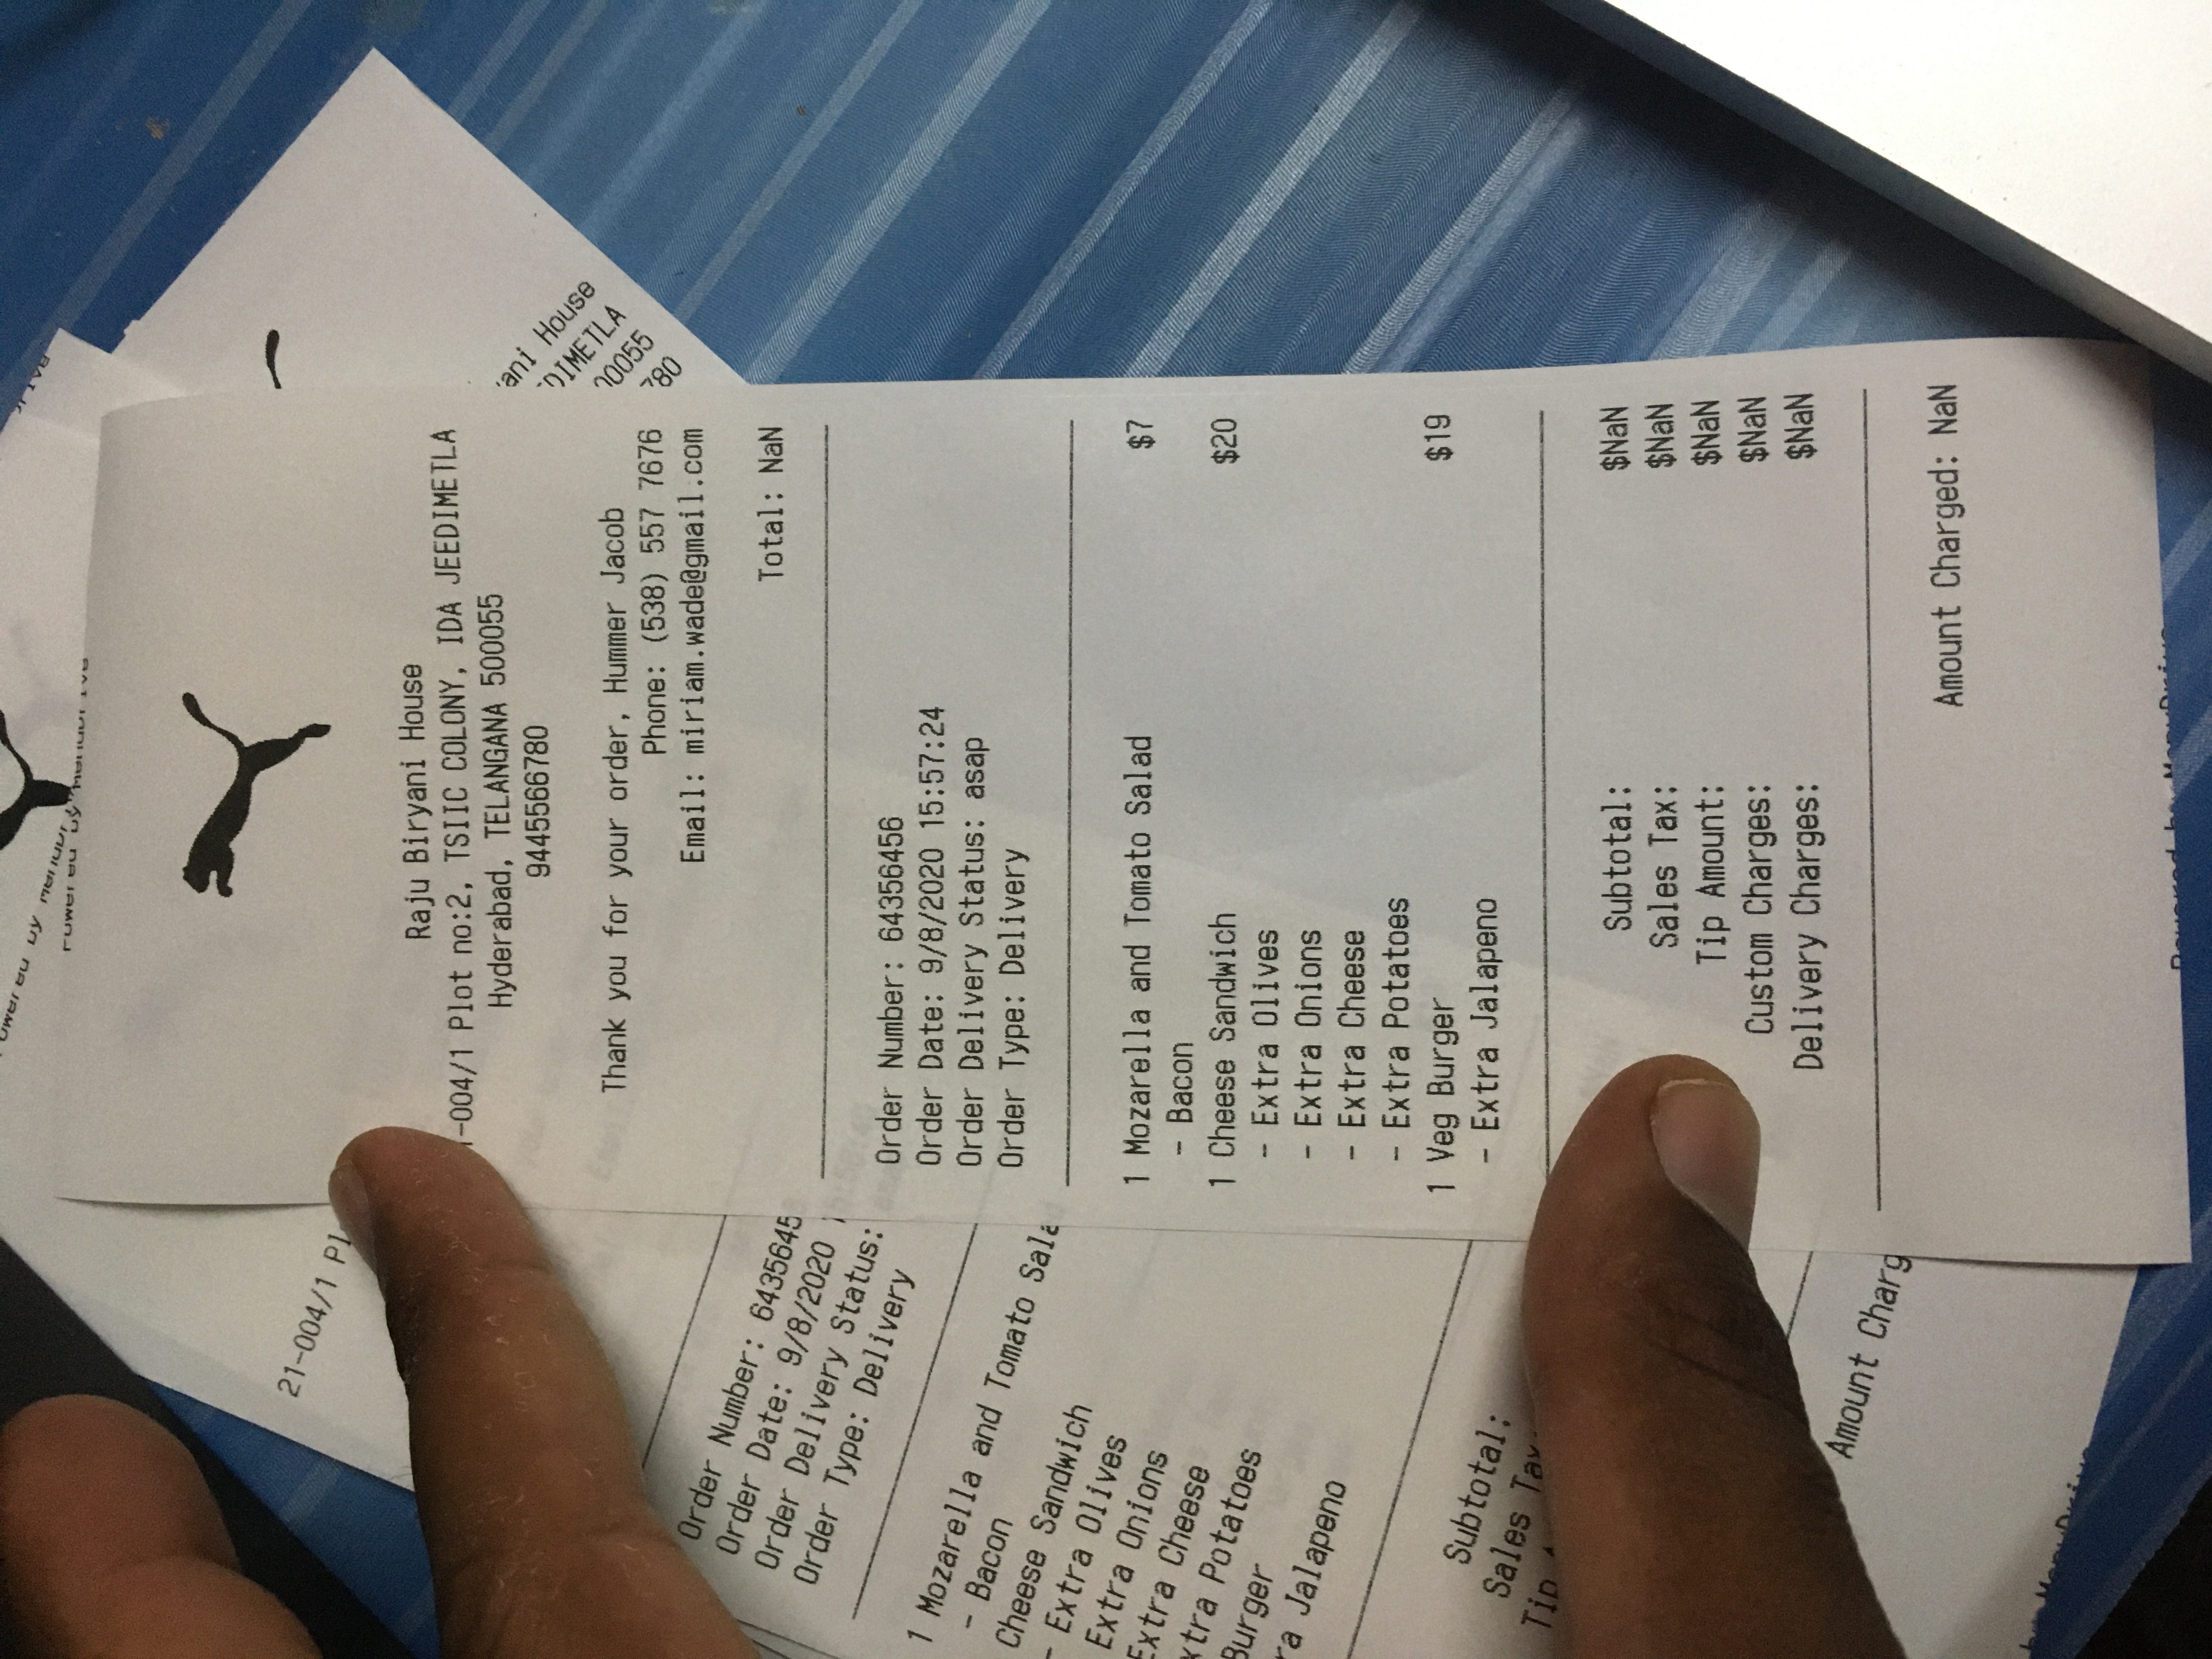 Powered by
Powered by MenuDrive
21-004/1
Raju Biryani House
-004/1 Plot no:2, TSIIC COLONY, IDA JEEDIMETLA
Hyderabad, TELANGANA 500055
9445566780
Thank you for your order, Hummer Jacob
Phone: (538) 557 7676
Email: miriam.wade@gmail.com
Total: NaN
Order Number: 64356456
Order Date: 9/8/2020 15:57:24
Order Delivery Status: asap
Order Type: Delivery
1 Mozarella and Tomato Salad $7
- Bacon
1 Cheese Sandwich $20
- Extra Olives
- Extra Onions
- Extra Cheese
- Extra Potatoes
1 Veg Burger $19
- Extra Jalapeno
Subtotal: $NaN
Sales Tax: $NaN
Tip Amount: $NaN
Custom Charges: $NaN
Delivery Charges: $NaN
Amount Charged: NaN
Powered by MenuDrive
Order Number: 6435645
Order Date: 9/8/2020
Order Delivery Status:
Order Type: Delivery
1 Mozarella and Tomato Sala
- Bacon
Cheese Sandwich
- Extra Olives
Extra Onions
Extra Cheese
xtra Potatoes
Burger
ra Jalapeno
Subtotal:
Sales Tax:
Tip
Amount Charg
by MenuDrive
ani House
DIMETLA
00055
780